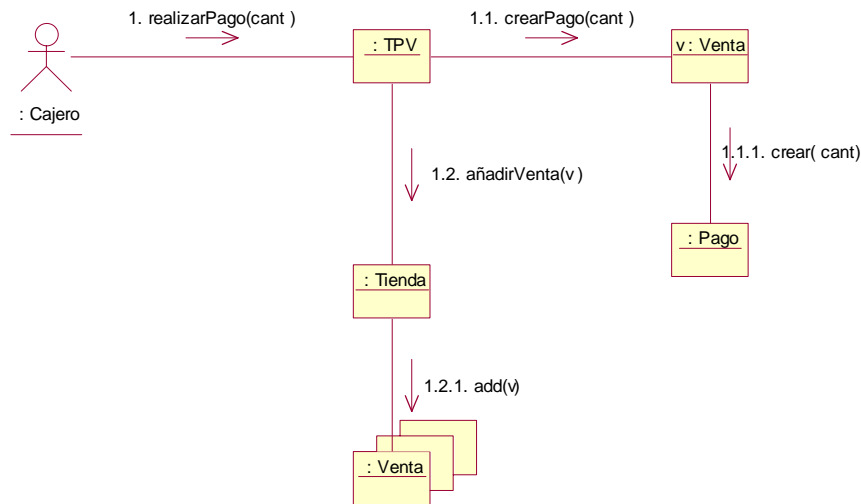 1. realizarPago(cant )
1.1. crearPago(cant )
: TPV
v : Venta
: Cajero
1.1.1. crear( cant)
1.2. añadirVenta(v )
: Pago
: Tienda
1.2.1. add(v)
: Venta